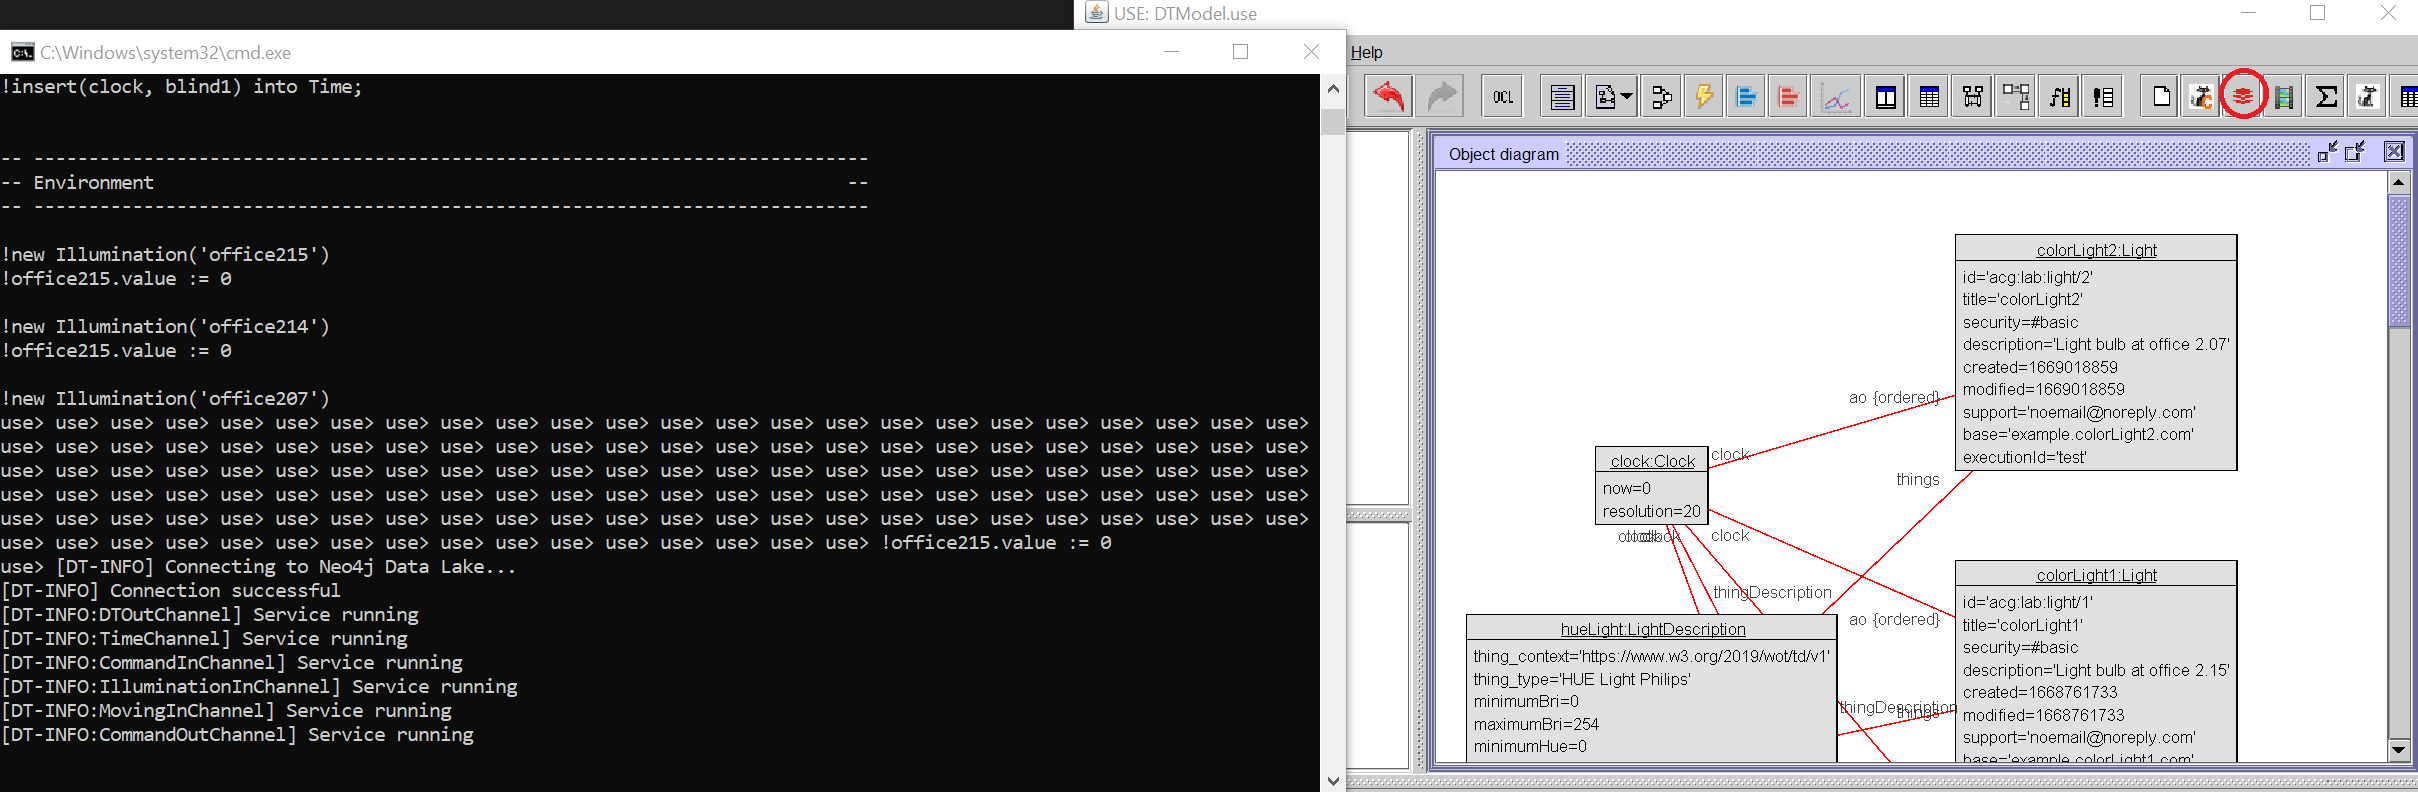 USE: DTModel.use
C:\Windows\system32\cmd.exe
!insert(clock, blind1) into Time;
-- ----------------------------------------------------------------------------
-- Environment                                                               --
-- ----------------------------------------------------------------------------
!new Illumination('office215')
!office215.value := 0
!new Illumination('office214')
!office215.value := 0
!new Illumination('office207')
use> use> use> use> use> use> use> use> use> use> use> use> use> use> use> use> use> use> use> use> use> use> use> use>
use> use> use> use> use> use> use> use> use> use> use> use> use> use> use> use> use> use> use> use> use> use> use> use>
use> use> use> use> use> use> use> use> use> use> use> use> use> use> use> use> use> use> use> use> use> use> use> use>
use> use> use> use> use> use> use> use> use> use> use> use> use> use> use> use> use> use> use> use> use> use> use> use>
use> use> use> use> use> use> use> use> use> use> use> use> use> use> use> use> use> use> use> use> use> use> use> use>
use> use> use> use> use> use> use> use> use> use> use> use> use> use> use> use> !office215.value := 0
use> [DT-INFO] Connecting to Neo4j Data Lake...
[DT-INFO] Connection successful
[DT-INFO:DTOutChannel] Service running
[DT-INFO:TimeChannel] Service running
[DT-INFO:CommandInChannel] Service running
[DT-INFO:IlluminationInChannel] Service running
[DT-INFO:MovingInChannel] Service running
[DT-INFO:CommandOutChannel] Service running
Help
OCL
Object diagram
colorLight2:Light
id='acg:lab:light/2'
title='colorLight2'
security=#basic
description='Light bulb at office 2.07'
created=1669018859
modified=1669018859
support='noemail@noreply.com'
base='example.colorLight2.com'
executionId='test'
ao {ordered}
clock
things
clock:Clock
now=0
resolution=20
clock
clock
thingDescription
ao {ordered}
hueLight:LightDescription
thing_context='https://www.w3.org/2019/wot/td/v1'
thing_type='HUE Light Philips'
minimumBri=0
maximumBri=254
minimumHue=0
thingDescription
things
colorLight1:Light
id='acg:lab:light/1'
title='colorLight1'
security=#basic
description='Light bulb at office 2.15'
created=1668761733
modified=1668761733
support='noemail@noreply.com'
base='example.colorLight1.com'